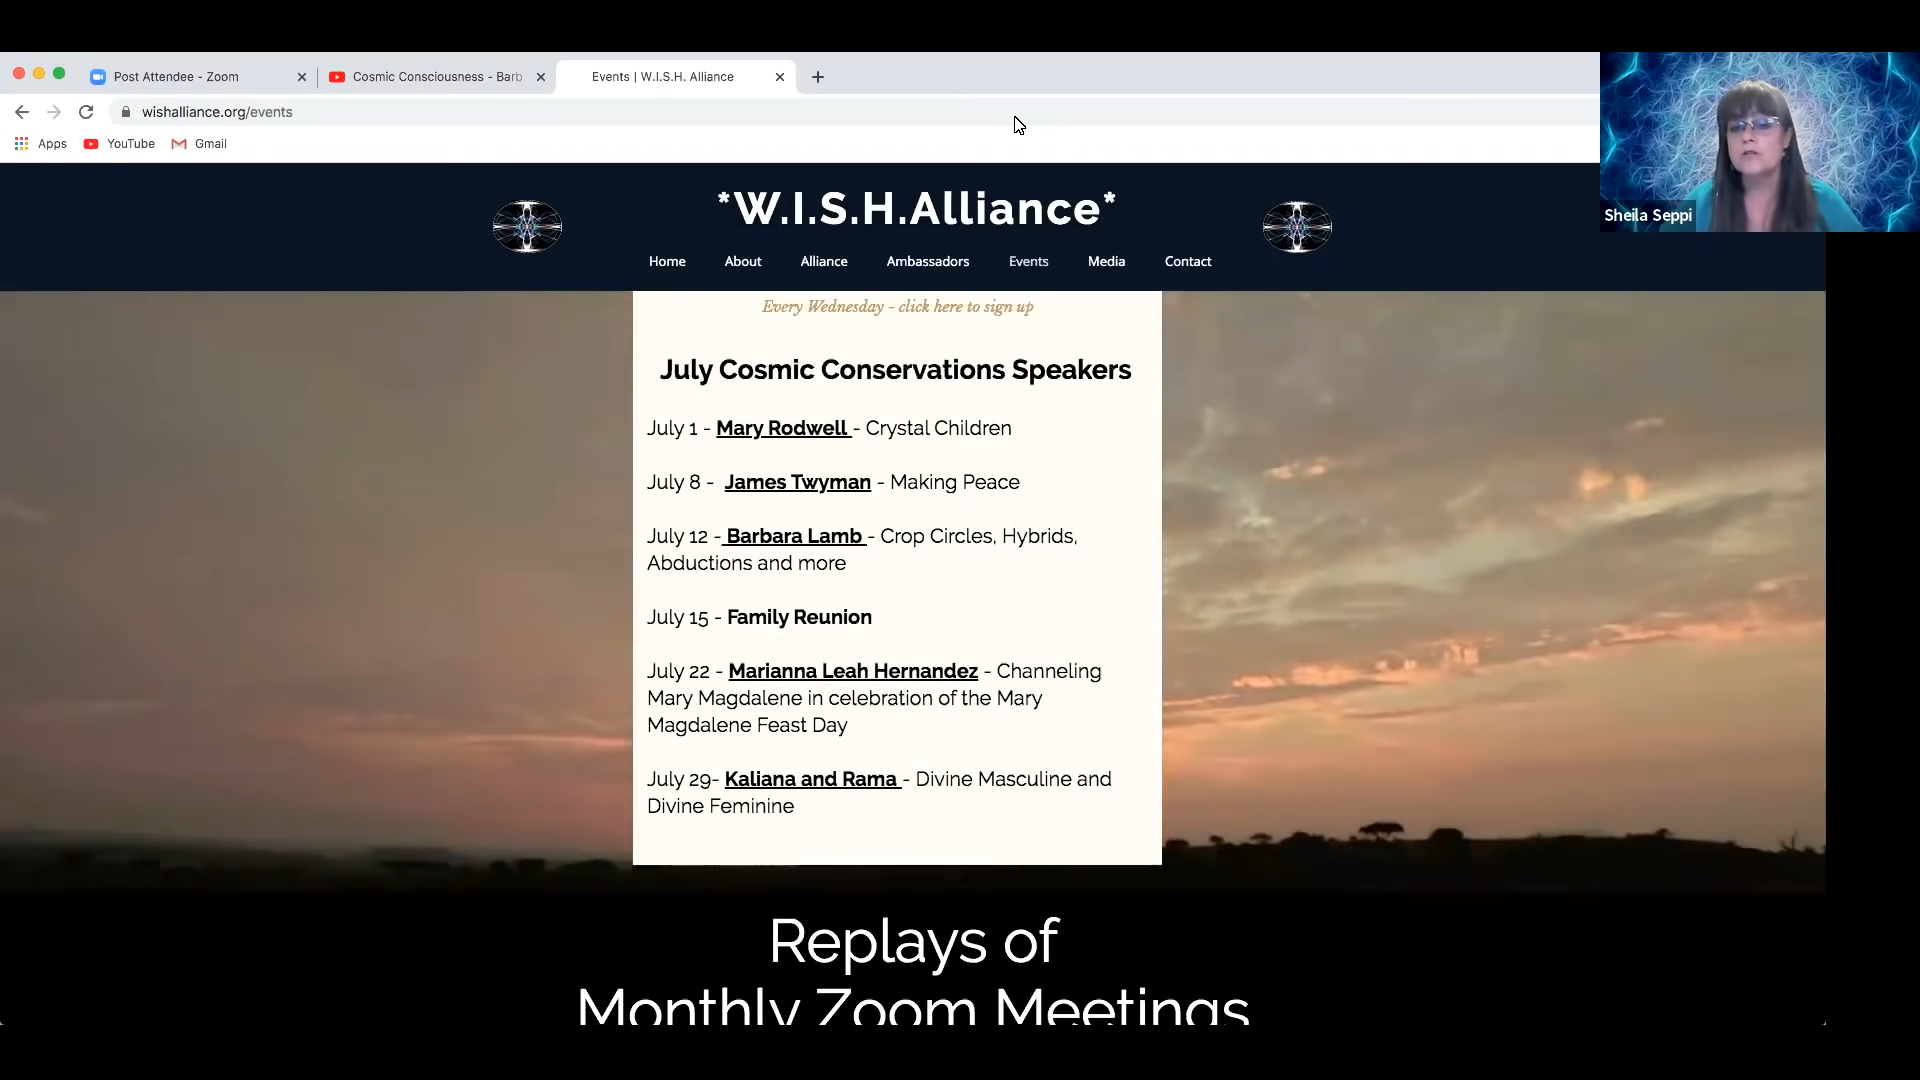 Post Attendee - Zoom
Cosmic Consciousness - Barb
Events | W.I.S.H. Alliance
wishalliance.org/events
Apps
YouTube
Gmail
Sheila Seppi
*W.I.S.H.Alliance*
Home
About
Alliance
Ambassadors
Events
Media
Contact
Every Wednesday - click here to sign up
July Cosmic Conservations Speakers
July 1 - Mary Rodwell - Crystal Children
July 8 - James Twyman - Making Peace
July 12 - Barbara Lamb - Crop Circles, Hybrids,
Abductions and more
July 15 - Family Reunion
July 22 - Marianna Leah Hernandez - Channeling
Mary Magdalene in celebration of the Mary
Magdalene Feast Day
July 29- Kaliana and Rama - Divine Masculine and
Divine Feminine
Replays of
Monthly Zoom Meetings